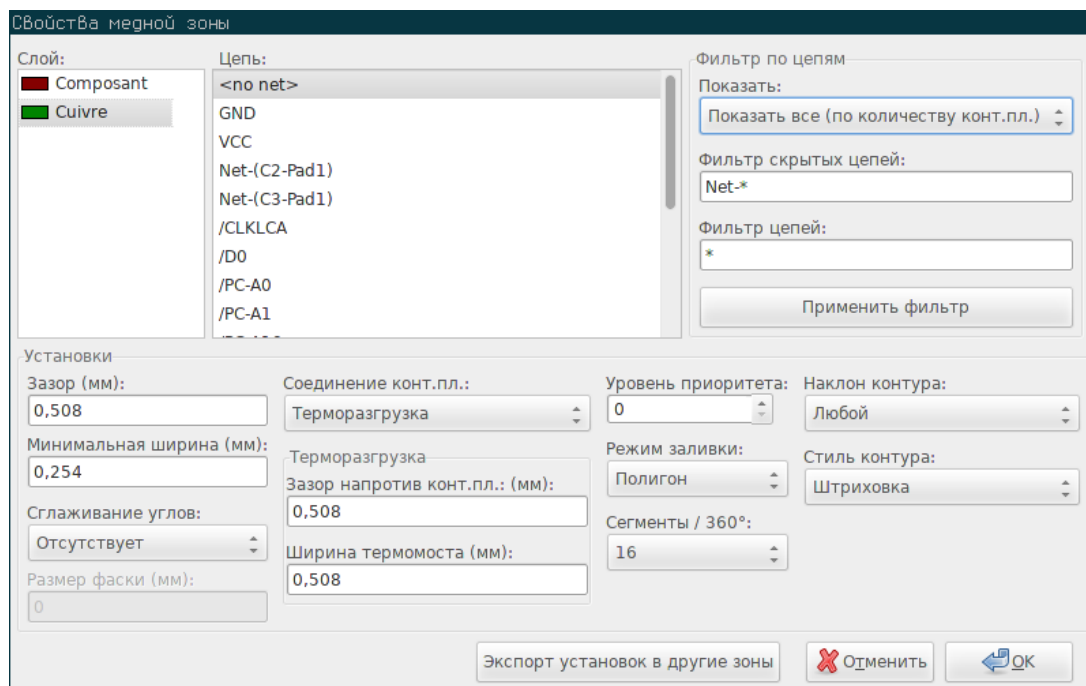 Свойства медной зоны
Слой:
Composant
Cuivre
Цепь:
<no net>
GND
VCC
Net-(C2-Pad1)
Net-(C3-Pad1)
/CLKLCA
/D0
/PC-A0
/PC-A1
Фильтр по цепям
Показать:
Показать все (по количеству конт.пл.)
Фильтр скрытых цепей:
Net-*
Фильтр цепей:
*
Применить фильтр
Установки
Зазор (мм):
0,508
Минимальная ширина (мм):
0,254
Сглаживание углов:
Отсутствует
Размер фаски (мм):
0
Соединение конт.пл.:
Терморазгрузка
Терморазгрузка
Зазор напротив конт.пл.: (мм):
0,508
Ширина термомоста (мм):
0,508
Уровень приоритета:
0
Режим заливки:
Полигон
Сегменты / 360°:
16
Наклон контура:
Любой
Стиль контура:
Штриховка
Экспорт установок в другие зоны
Отменить
OK